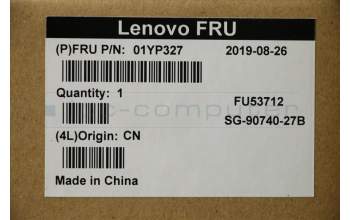 Lenovo FRU
(P)FRU P/N: 01YP327 2019-08-26
Quantity: 1
FU53712
SG-90740-27B
(4L)Origin: CN
Made in China